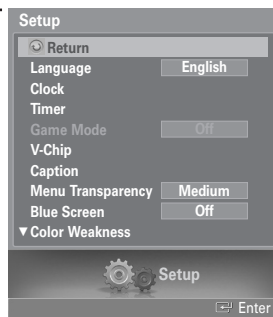 Setup
Return
Language English
Clock
Timer
Game Mode Off
V-Chip
Caption
Menu Transparency Medium
Blue Screen Off
▼ Color Weakness
Setup
Enter